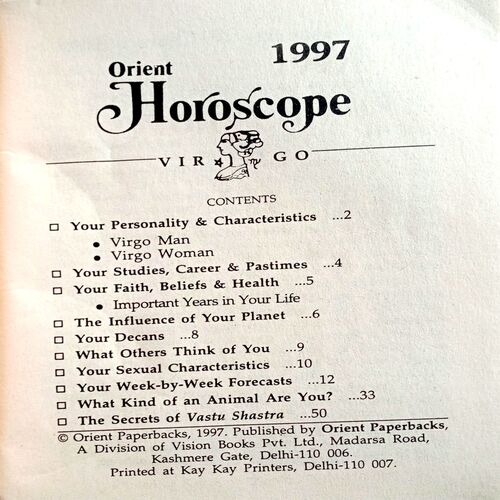 1997
Orient
Horoscope
VIRGO
CONTENTS
Your Personality & Characteristics ...2
Virgo Man
Virgo Woman
Your Studies, Career & Pastimes ...4
Your Faith, Beliefs & Health ...5
Important Years in Your Life
The Influence of Your Planet ...6
Your Decans ...8
What Others Think of You ...9
Your Sexual Characteristics ...10
Your Week-by-Week Forecasts ...12
What Kind of an Animal Are You? ...33
The Secrets of Vastu Shastra ...50
© Orient Paperbacks, 1997. Published by Orient Paperbacks,
A Division of Vision Books Pvt. Ltd., Madarsa Road,
Kashmere Gate, Delhi-110 006.
Printed at Kay Kay Printers, Delhi-110 007.